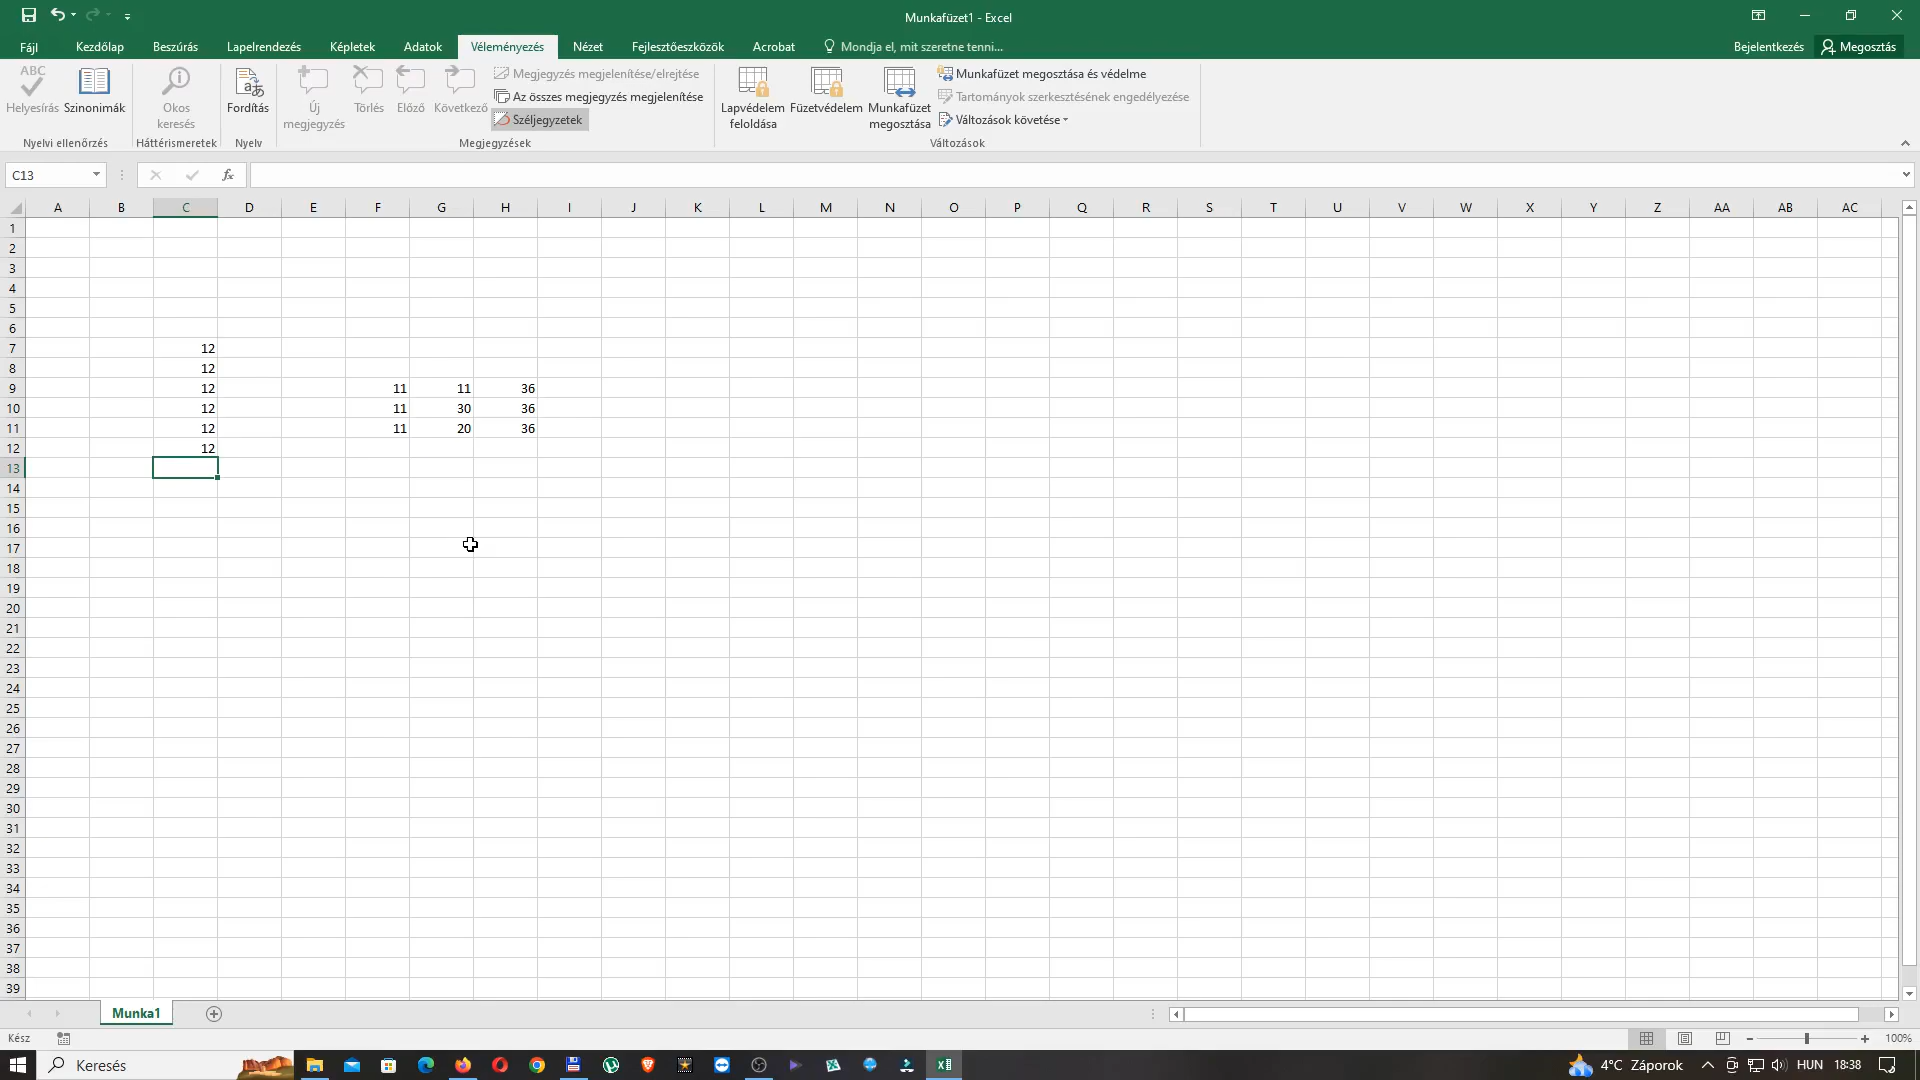 Munkafüzet1 - Excel
Fájl Kezdőlap Beszúrás Lapelrendezés Képletek Adatok Véleményezés Nézet Fejlesztőeszközök Acrobat Mondja el, mit szeretne tenni... Bejelentkezés Megosztás
ABC
Helyesírás
Szinonimák
Nyelvi ellenőrzés
Okos
keresés
Háttérismeretek
Fordítás
Nyelv
Új
megjegyzés
Törlés
Előző
Következő
Megjegyzés megjelenítése/elrejtése
Az összes megjegyzés megjelenítése
Széljegyzetek
Megjegyzések
Lapvédelem
feloldása
Füzetvédelem
Munkafüzet
megosztása
Munkafüzet megosztása és védelme
Tartományok szerkesztésének engedélyezése
Változások követése
Változások
C13 fx
A B C D E F G H I J K L M N O P Q R S T U V W X Y Z AA AB AC
1
2
3
4
5
6
7 12
8 12
9 12 11 11 36
10 12 11 30 36
11 12 11 20 36
12 12
13
14
15
16
17
18
19
20
21
22
23
24
25
26
27
28
29
30
31
32
33
34
35
36
37
38
39
Munka1
Kész 100%
Keresés 4°C Záporok HUN 18:38